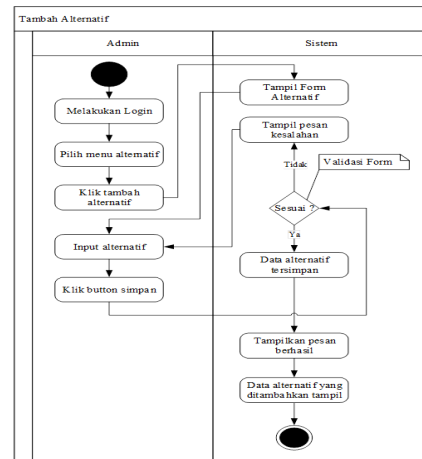 Tambah Alternatif
Admin
Sistem
Melakukan Login
Pilih menu alternatif
Klik tambah
alternatif
Input alternatif
Klik button simpan
Tampil Form
Alternatif
Tampil pesan
kesalahan
Tidak
Validasi Form
Sesuai ?
Ya
Data alternatif
tersimpan
Tampilkan pesan
berhasil
Data alternatif yang
ditambahkan tampil